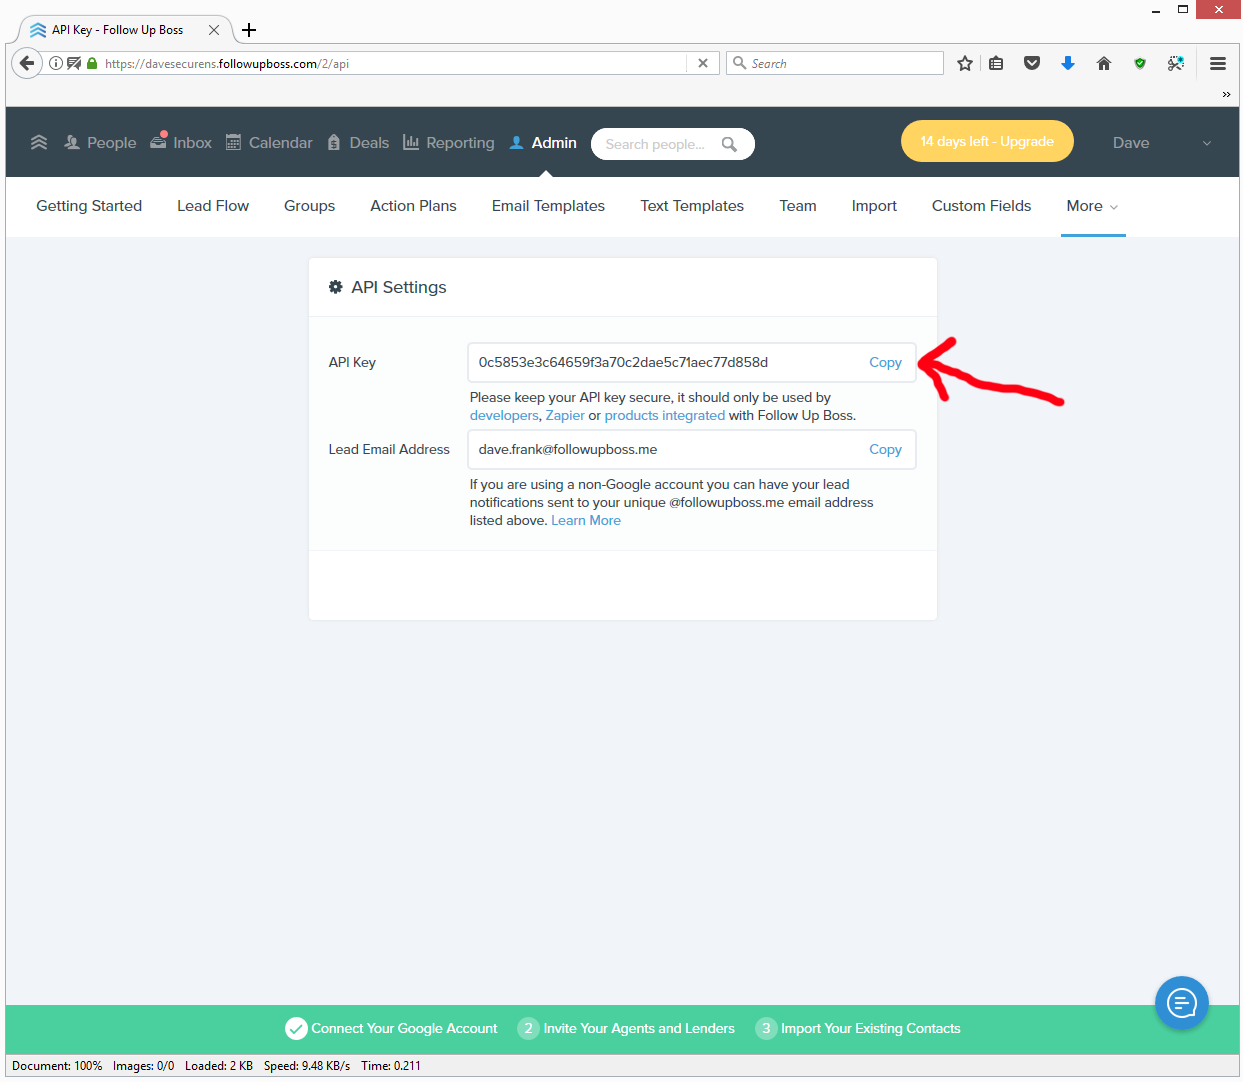 API Key - Follow Up Boss
https://davesecurens.followupboss.com/2/api
Search
People Inbox Calendar Deals Reporting Admin Search people... 14 days left - Upgrade Dave
Getting Started Lead Flow Groups Action Plans Email Templates Text Templates Team Import Custom Fields More
API Settings
API Key 0c5853e3c64659f3a70c2dae5c71aec77d858d Copy
Please keep your API key secure, it should only be used by
developers, Zapier or products integrated with Follow Up Boss.
Lead Email Address dave.frank@followupboss.me Copy
If you are using a non-Google account you can have your lead
notifications sent to your unique @followupboss.me email address
listed above. Learn More
Connect Your Google Account 2 Invite Your Agents and Lenders 3 Import Your Existing Contacts
Document: 100% Images: 0/0 Loaded: 2 KB Speed: 9.48 KB/s Time: 0.211